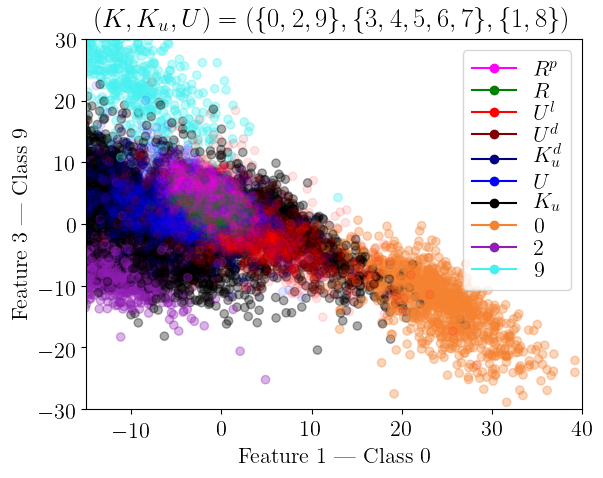 (K, K_u, U) = ({0, 2, 9}, {3, 4, 5, 6, 7}, {1, 8})
30
20
10
0
−10
−20
−30
Feature 3 — Class 9
R^p
R
U^l
U^d
K_u^d
U
K_u
0
2
9
−10
0
10
20
30
40
Feature 1 — Class 0